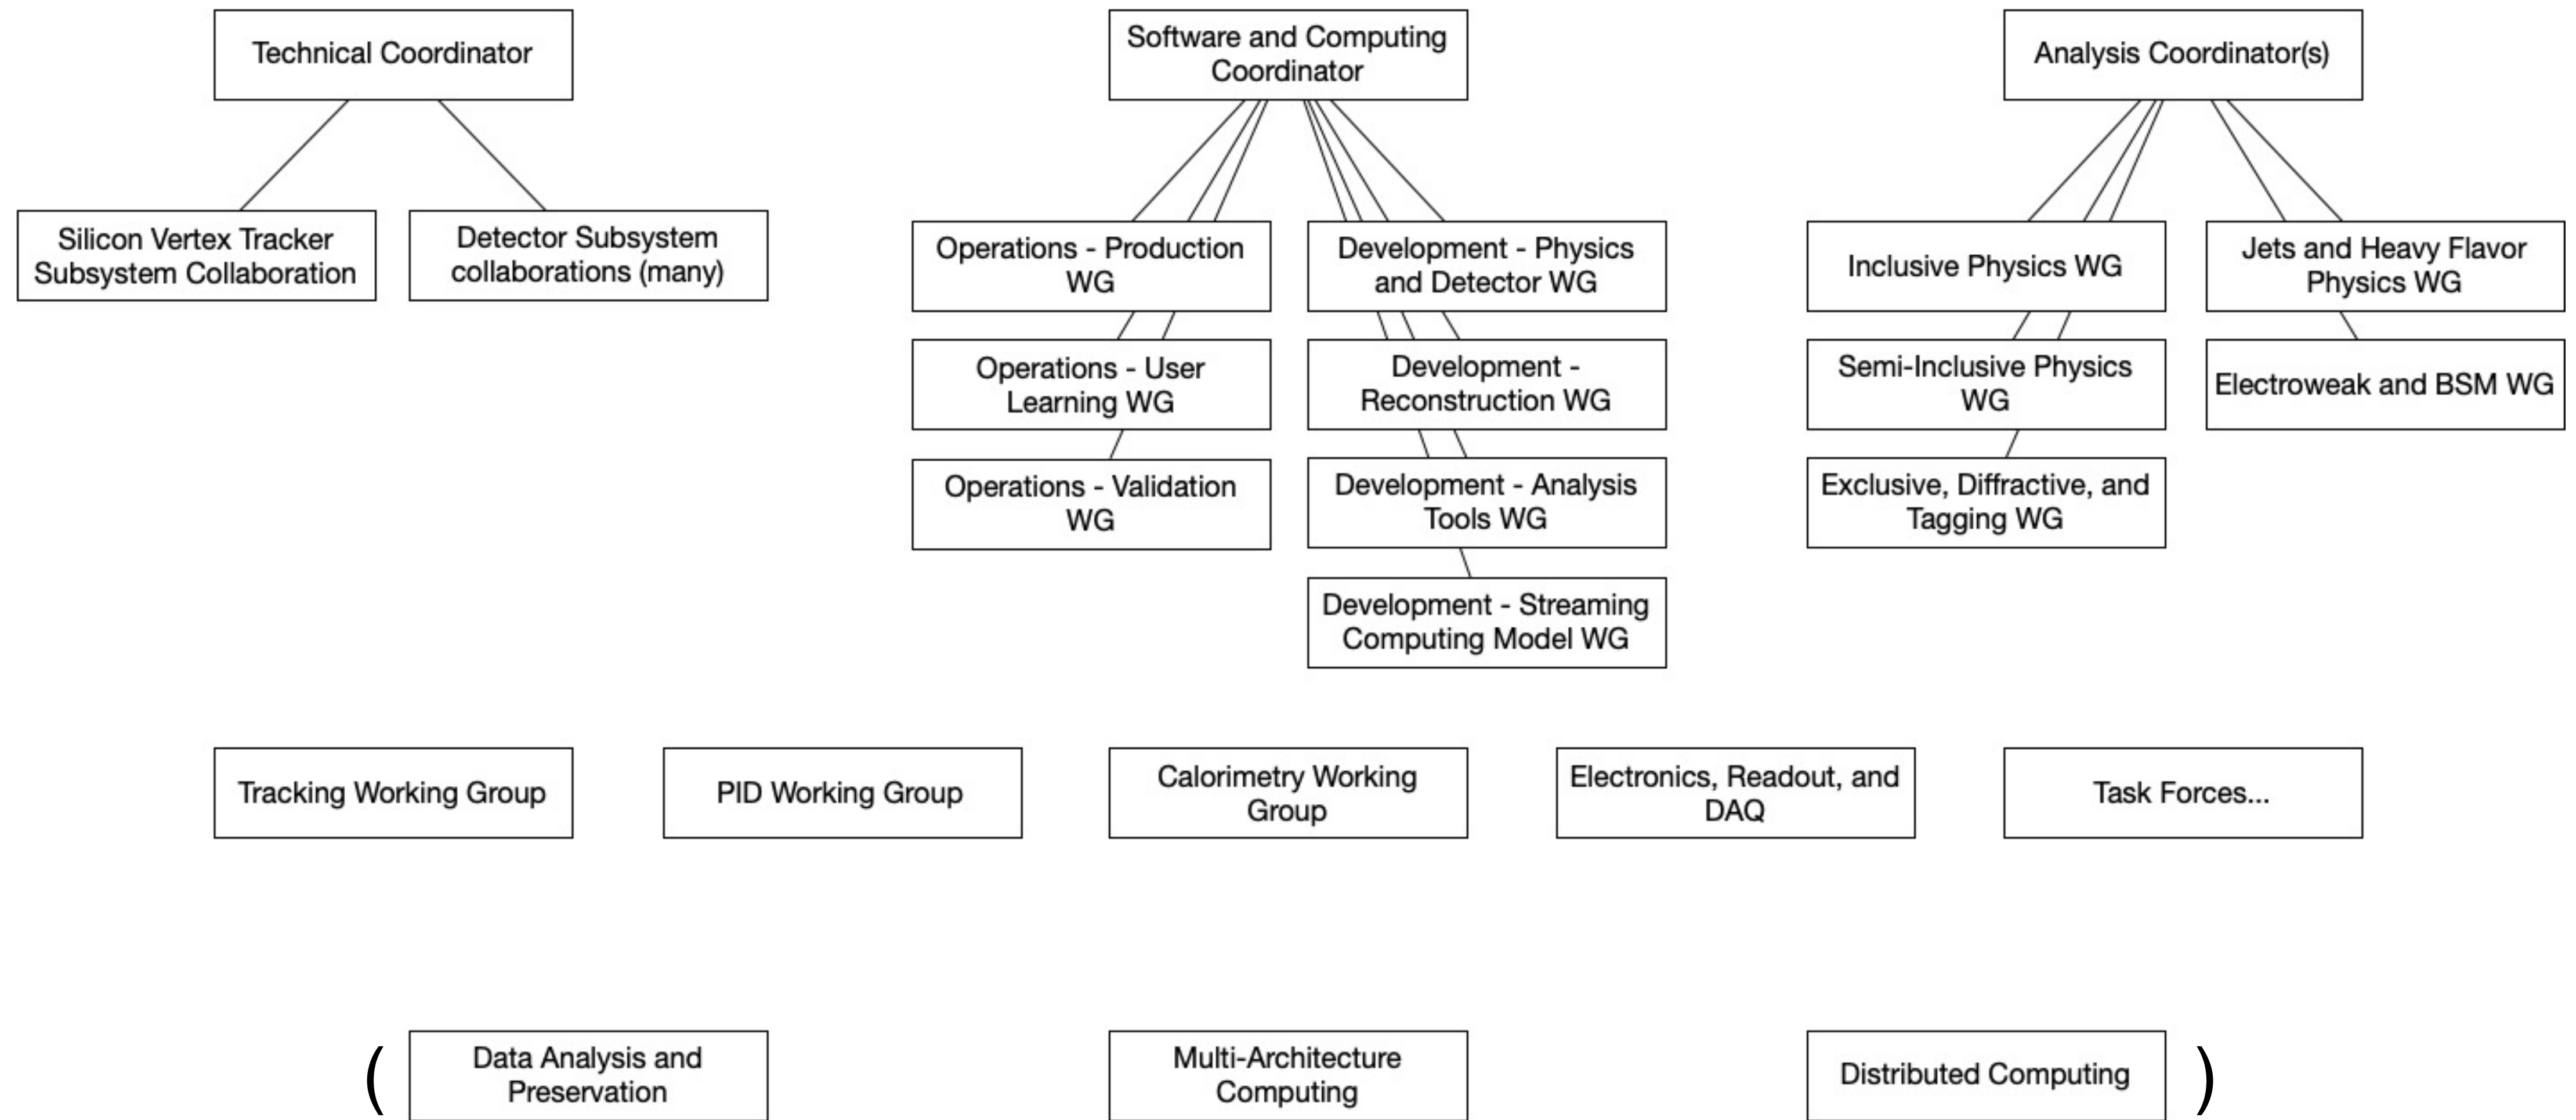 Technical Coordinator
Software and Computing
Coordinator
Analysis Coordinator(s)
Silicon Vertex Tracker
Subsystem Collaboration
Detector Subsystem
collaborations (many)
Operations - Production
WG
Development - Physics
and Detector WG
Inclusive Physics WG
Jets and Heavy Flavor
Physics WG
Operations - User
Learning WG
Development -
Reconstruction WG
Semi-Inclusive Physics
WG
Electroweak and BSM WG
Operations - Validation
WG
Development - Analysis
Tools WG
Exclusive, Diffractive, and
Tagging WG
Development - Streaming
Computing Model WG
Tracking Working Group
PID Working Group
Calorimetry Working
Group
Electronics, Readout, and
DAQ
Task Forces...
(
Data Analysis and
Preservation
Multi-Architecture
Computing
Distributed Computing
)